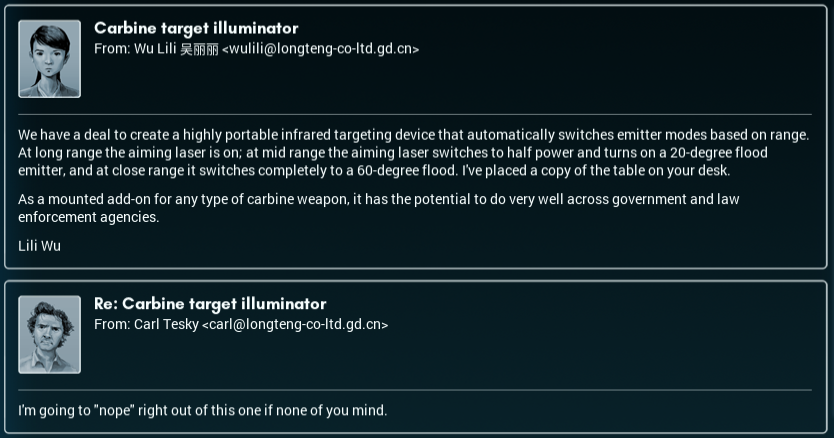 Carbine target illuminator
From: Wu Lili 吴丽丽 <wulili@longteng-co-ltd.gd.cn>
We have a deal to create a highly portable infrared targeting device that automatically switches emitter modes based on range.
At long range the aiming laser is on; at mid range the aiming laser switches to half power and turns on a 20-degree flood
emitter, and at close range it switches completely to a 60-degree flood. I've placed a copy of the table on your desk.
As a mounted add-on for any type of carbine weapon, it has the potential to do very well across government and law
enforcement agencies.
Lili Wu
Re: Carbine target illuminator
From: Carl Tesky <carl@longteng-co-ltd.gd.cn>
I'm going to "nope" right out of this one if none of you mind.